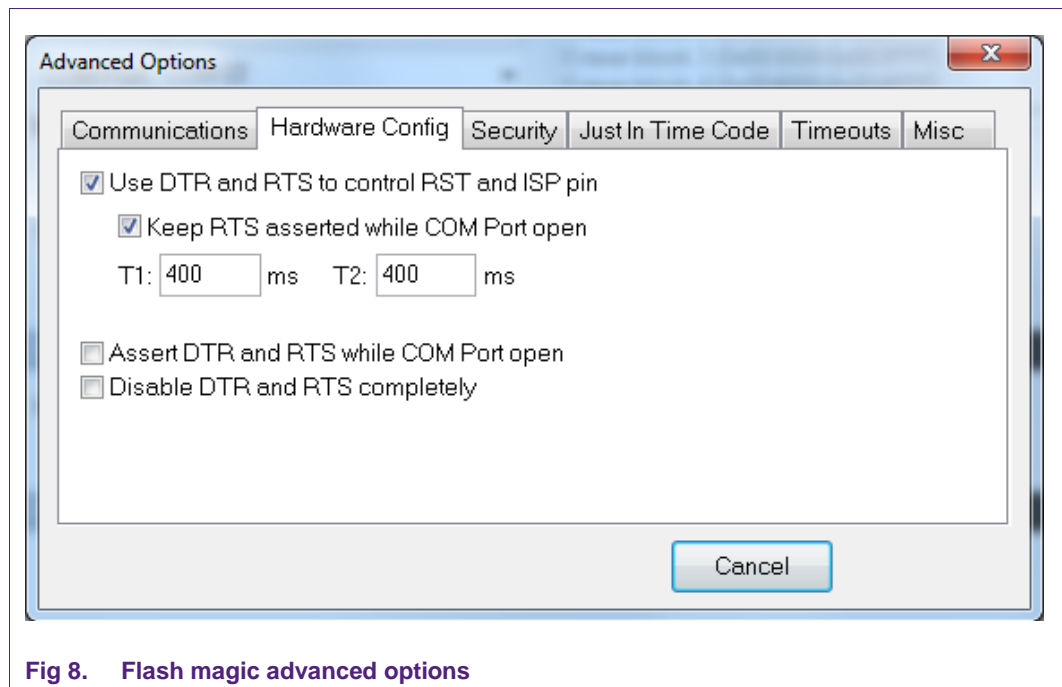 Advanced Options
Communications Hardware Config Security Just In Time Code Timeouts Misc
Use DTR and RTS to control RST and ISP pin
Keep RTS asserted while COM Port open
T1: 400 ms T2: 400 ms
Assert DTR and RTS while COM Port open
Disable DTR and RTS completely
Cancel
Fig 8. Flash magic advanced options